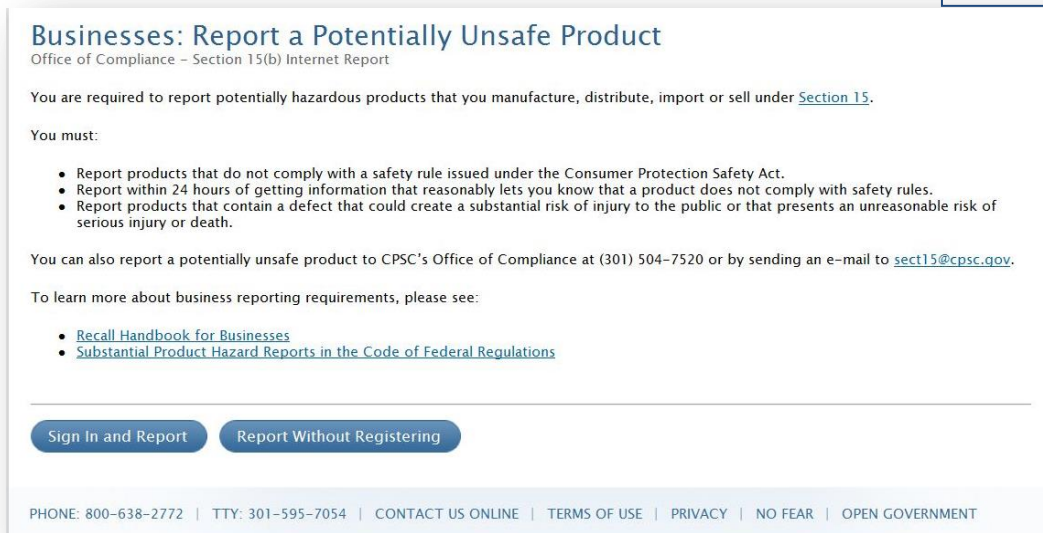 Businesses: Report a Potentially Unsafe Product
Office of Compliance – Section 15(b) Internet Report
You are required to report potentially hazardous products that you manufacture, distribute, import or sell under Section 15.
You must:
• Report products that do not comply with a safety rule issued under the Consumer Protection Safety Act.
• Report within 24 hours of getting information that reasonably lets you know that a product does not comply with safety rules.
• Report products that contain a defect that could create a substantial risk of injury to the public or that presents an unreasonable risk of
serious injury or death.
You can also report a potentially unsafe product to CPSC's Office of Compliance at (301) 504-7520 or by sending an e-mail to sect15@cpsc.gov.
To learn more about business reporting requirements, please see:
• Recall Handbook for Businesses
• Substantial Product Hazard Reports in the Code of Federal Regulations
Sign In and Report Report Without Registering
PHONE: 800-638-2772 | TTY: 301-595-7054 | CONTACT US ONLINE | TERMS OF USE | PRIVACY | NO FEAR | OPEN GOVERNMENT